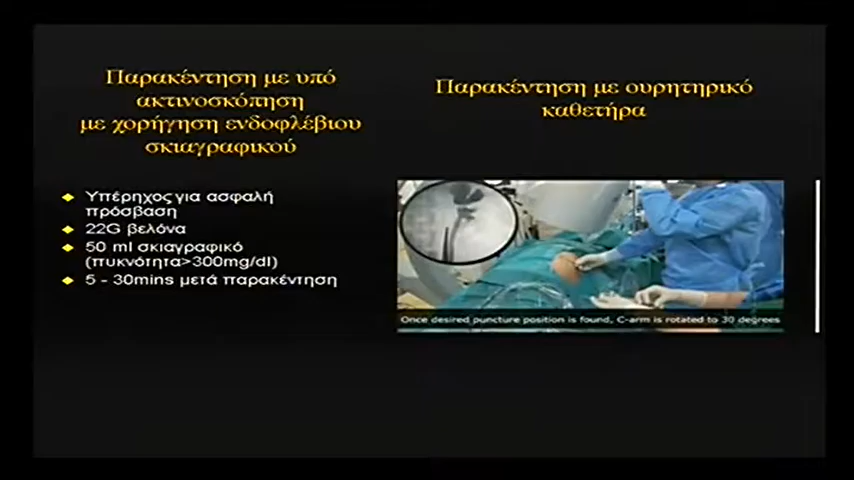 Παρακέντηση με υπό
ακτινοσκόπηση
με χορήγηση ενδοφλέβιου
σκιαγραφικού
Υπέρηχος για ασφαλή
πρόσβαση
22G βελόνα
50 ml σκιαγραφικό
(πυκνότητα>300mg/dl)
5 - 30mins μετά παρακέντηση
Παρακέντηση με ουρητηρικό
καθετήρα
Once desired puncture position is found, C-arm is rotated to 30 degrees